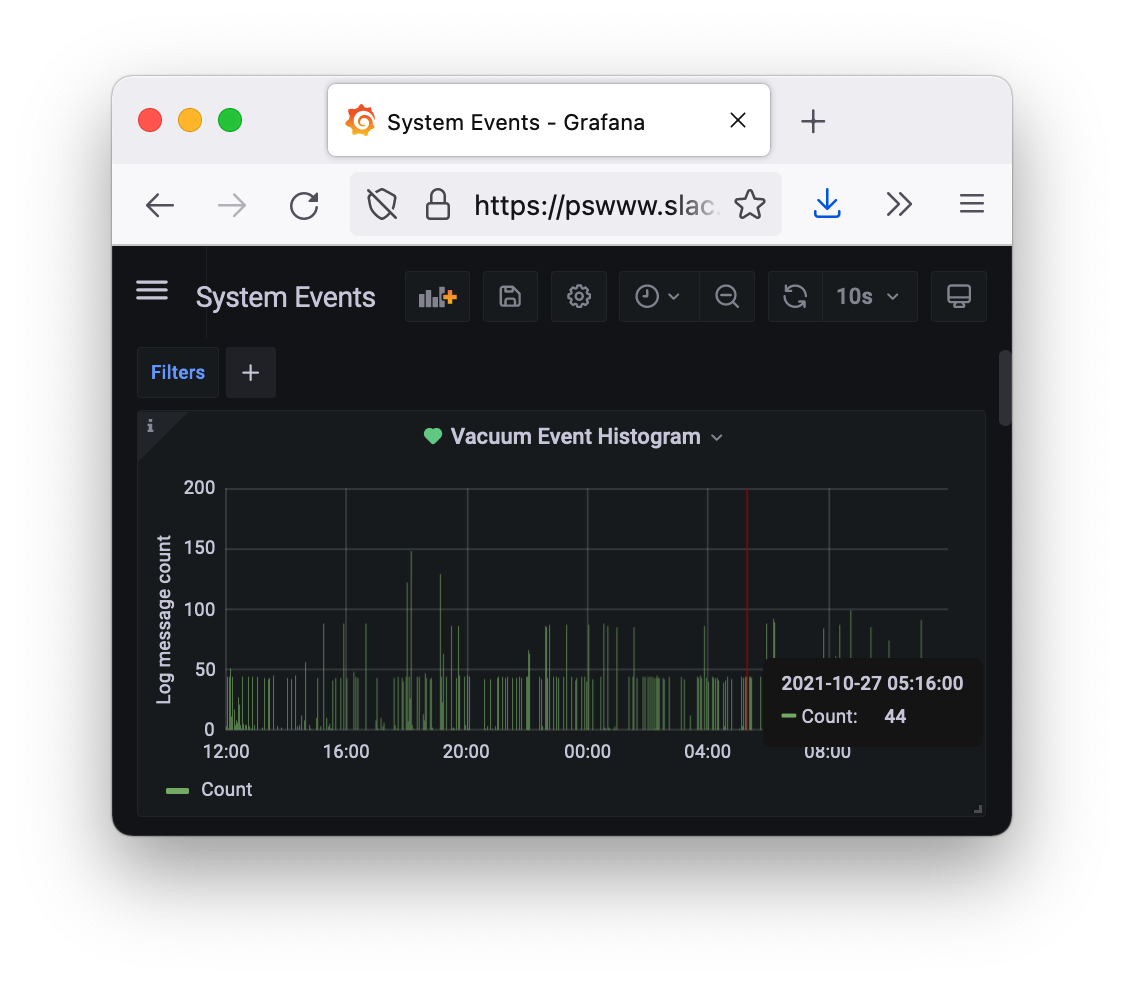 System Events - Grafana
https://pswww.slac.
System Events
10s
Filters
i
Vacuum Event Histogram
Log message count
200
150
100
50
0
12:00
16:00
20:00
00:00
04:00
08:00
2021-10-27 05:16:00
Count: 44
Count